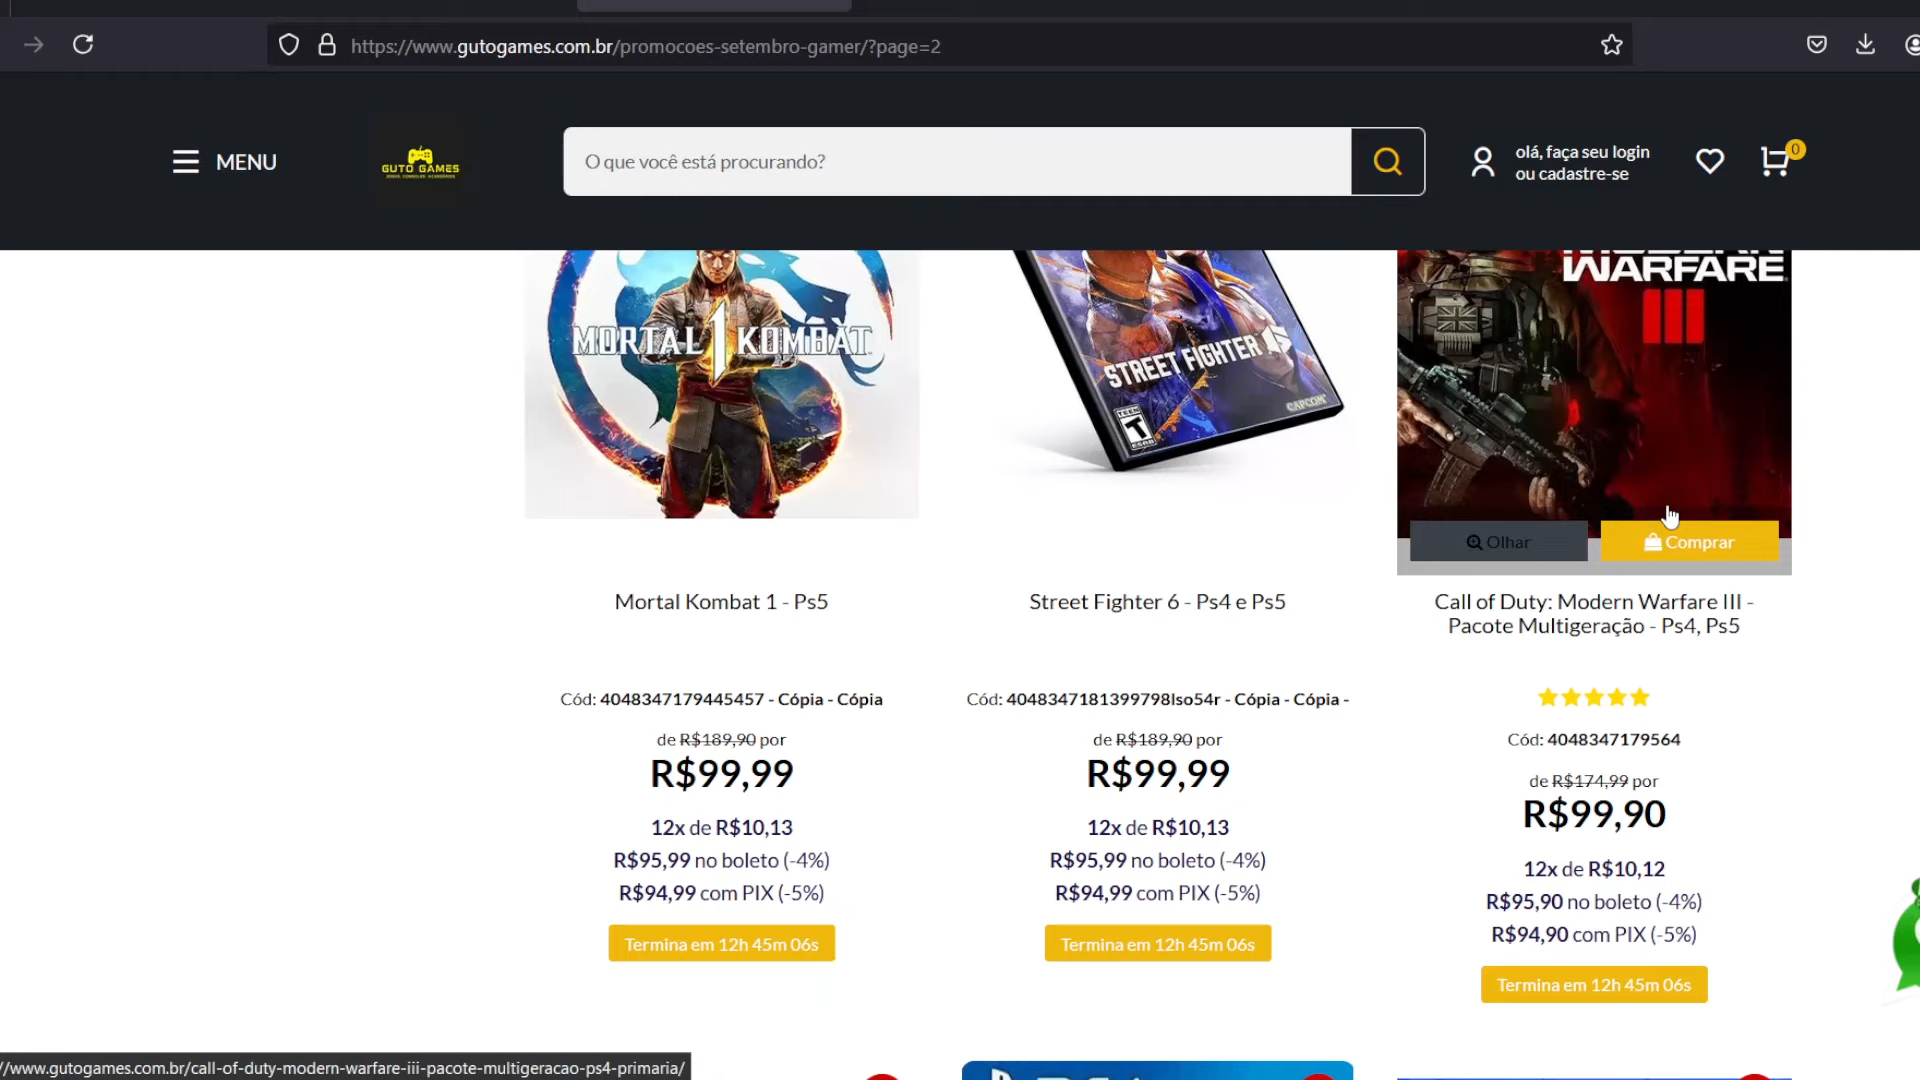 https://www.gutogames.com.br/promocoes-setembro-gamer/?page=2
MENU
GUTO GAMES
O que você está procurando?
olá, faça seu login
ou cadastre-se
0
MORTAL 1 KOMBAT
STREET FIGHTER 6
TEEN
T
ESRB
CAPCOM
MODERN
WARFARE
III
Olhar
Comprar
Mortal Kombat 1 - Ps5
Street Fighter 6 - Ps4 e Ps5
Call of Duty: Modern Warfare III -
Pacote Multigeração - Ps4, Ps5
Cód: 4048347179445457 - Cópia - Cópia
Cód: 4048347181399798lso54r - Cópia - Cópia -
Cód: 4048347179564
de R$189,90 por
R$99,99
de R$189,90 por
R$99,99
de R$174,99 por
R$99,90
12x de R$10,13
R$95,99 no boleto (-4%)
R$94,99 com PIX (-5%)
12x de R$10,13
R$95,99 no boleto (-4%)
R$94,99 com PIX (-5%)
12x de R$10,12
R$95,90 no boleto (-4%)
R$94,90 com PIX (-5%)
Termina em 12h 45m 06s
Termina em 12h 45m 06s
Termina em 12h 45m 06s
//www.gutogames.com.br/call-of-duty-modern-warfare-iii-pacote-multigeracao-ps4-primaria/